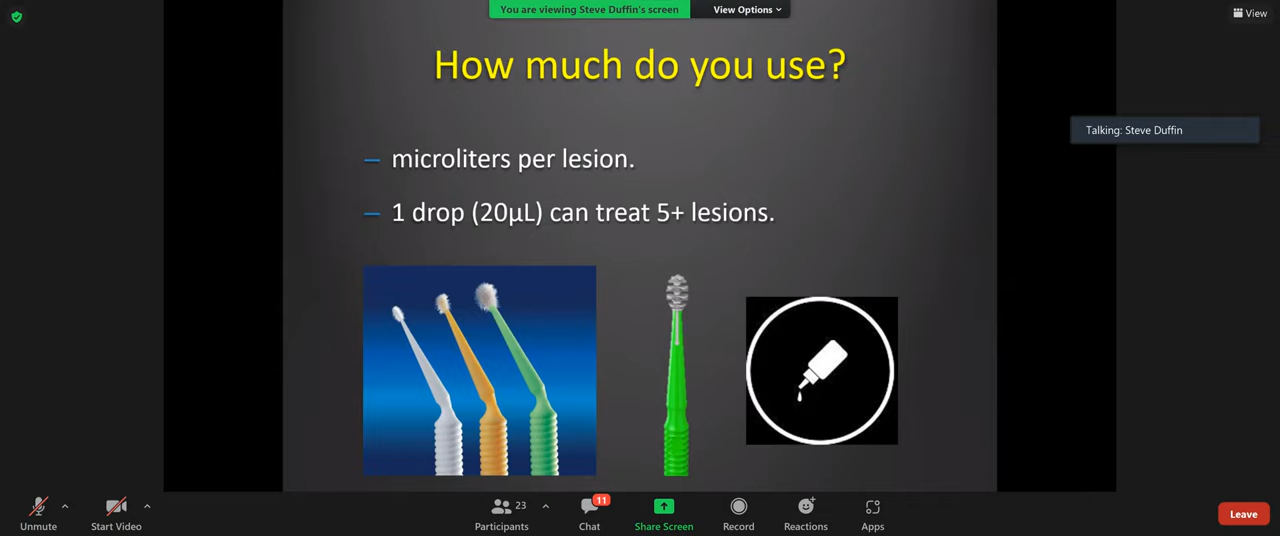 You are viewing Steve Duffin's screen
View Options
View
How much do you use?
Talking: Steve Duffin
– microliters per lesion.
– 1 drop (20µL) can treat 5+ lesions.
Unmute
Start Video
23
Participants
11
Chat
Share Screen
Record
Reactions
Apps
Leave